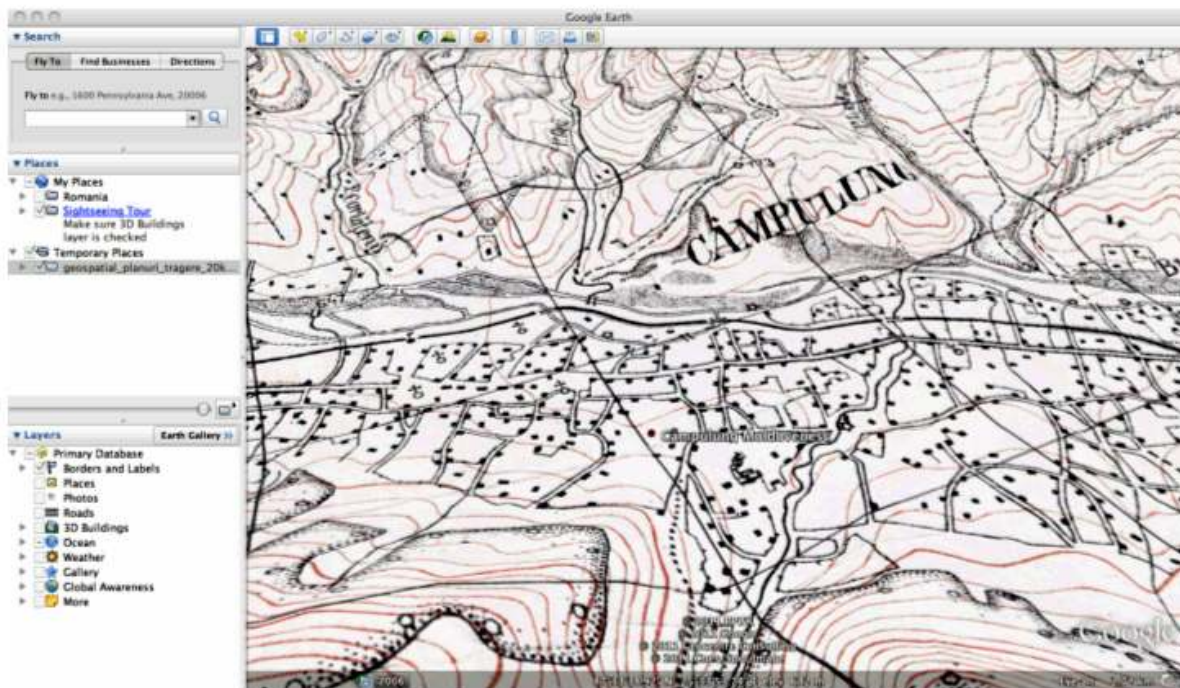 Google Earth
Search
Fly To
Find Businesses
Directions
Fly to e.g., 1600 Pennsylvania Ave, 20006
Places
My Places
Romania
Sightseeing Tour
Make sure 3D Buildings
layer is checked
Temporary Places
geospatial_planuri_tragere_20k...
Layers
Earth Gallery »
Primary Database
Borders and Labels
Places
Photos
Roads
3D Buildings
Ocean
Weather
Gallery
Global Awareness
More
CÂMPULUNG
Câmpulung Moldovenesc
Google
2006